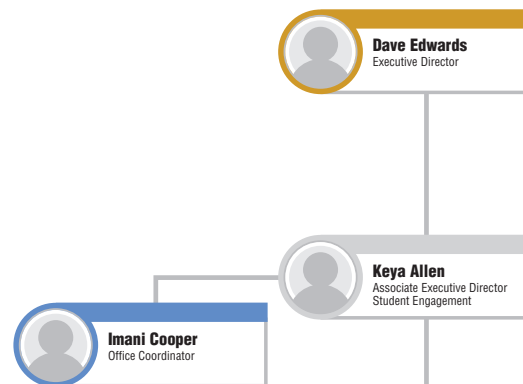 Dave Edwards
Executive Director
Keya Allen
Associate Executive Director
Student Engagement
Imani Cooper
Office Coordinator